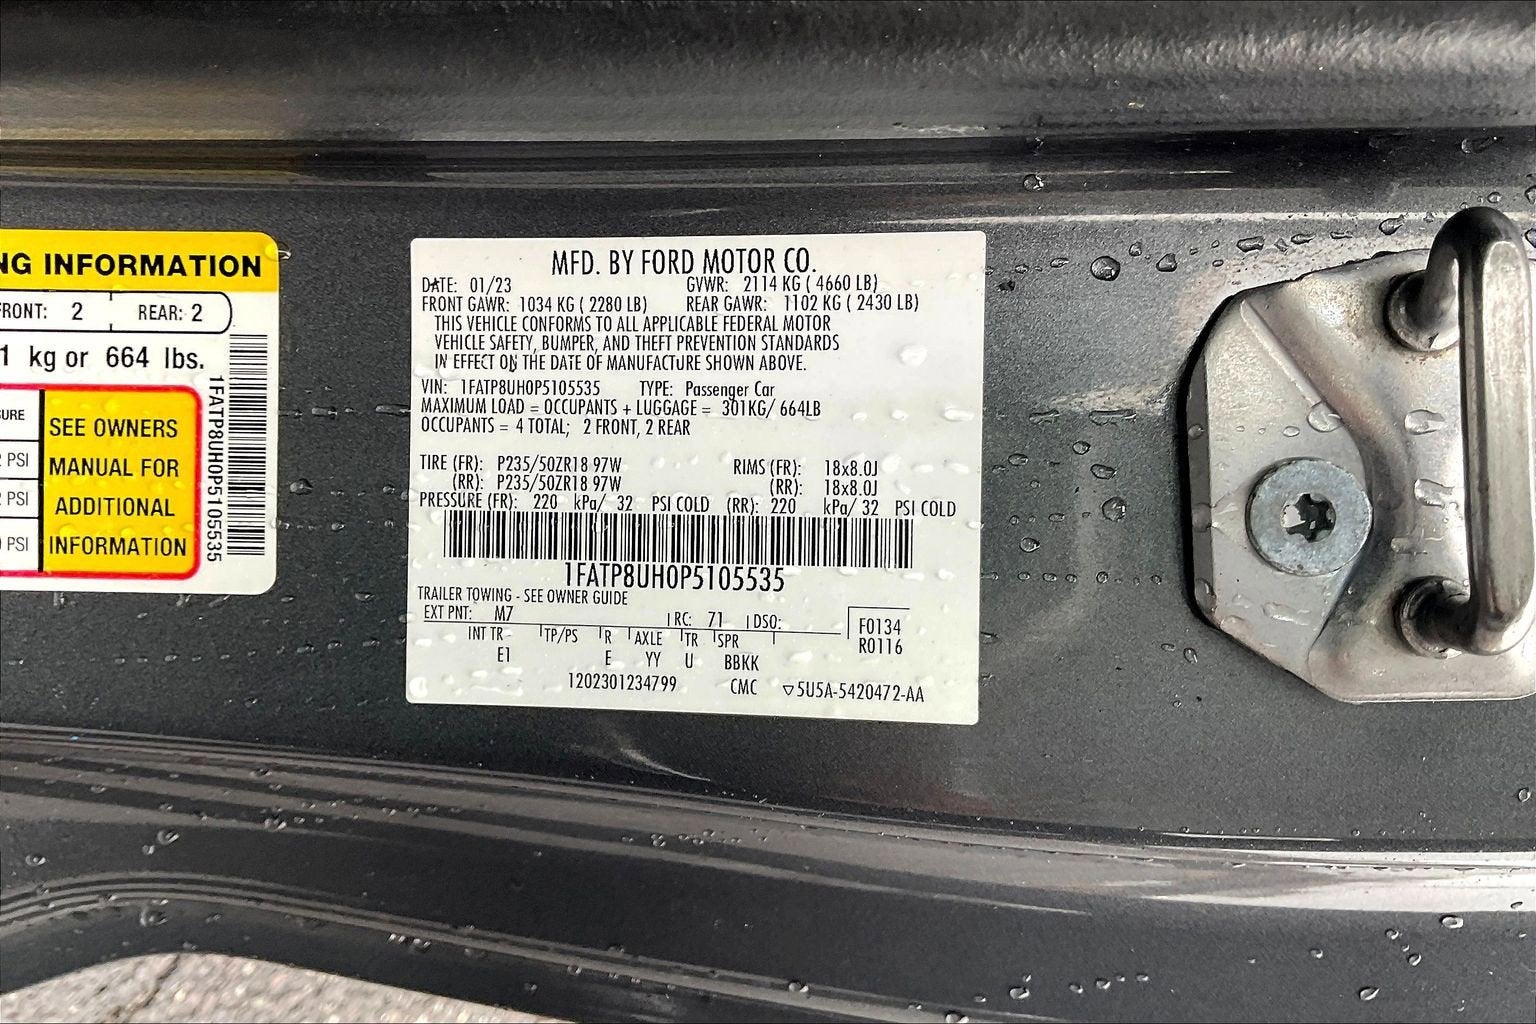 NG INFORMATION
FRONT: 2 REAR: 2
1 kg or 664 lbs.
SEE OWNERS
PSI MANUAL FOR
PSI ADDITIONAL
PSI INFORMATION
1FATP8UH0P5105535
MFD. BY FORD MOTOR CO.
DATE: 01/23 GVWR: 2114 KG ( 4660 LB)
FRONT GAWR: 1034 KG ( 2280 LB) REAR GAWR: 1102 KG ( 2430 LB)
THIS VEHICLE CONFORMS TO ALL APPLICABLE FEDERAL MOTOR
VEHICLE SAFETY, BUMPER, AND THEFT PREVENTION STANDARDS
IN EFFECT ON THE DATE OF MANUFACTURE SHOWN ABOVE.
VIN: 1FATP8UH0P5105535 TYPE: Passenger Car
MAXIMUM LOAD = OCCUPANTS + LUGGAGE = 301KG/ 664LB
OCCUPANTS = 4 TOTAL; 2 FRONT, 2 REAR
TIRE (FR): P235/50ZR18 97W RIMS (FR): 18x8.0J
(RR): P235/50ZR18 97W (RR): 18x8.0J
PRESSURE (FR): 220 kPa/ 32 PSI COLD (RR): 220 kPa/ 32 PSI COLD
1FATP8UH0P5105535
TRAILER TOWING - SEE OWNER GUIDE
EXT PNT: M7 RC: 71 DSO:
INT TR TP/PS R AXLE TR SPR F0134
E1 E YY U BBKK R0116
1202301234799 CMC ▽5U5A-5420472-AA